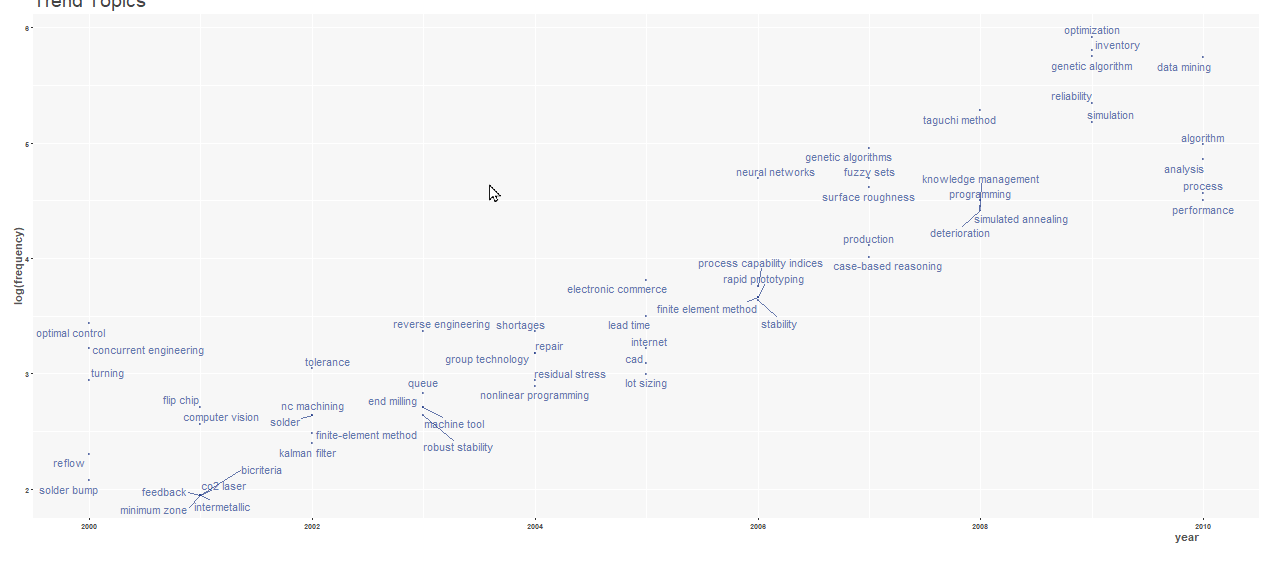 Trend Topics
6
optimization
inventory
genetic algorithm
data mining
reliability
simulation
taguchi method
5
algorithm
genetic algorithms
neural networks
fuzzy sets
analysis
knowledge management
process
programming
surface roughness
performance
simulated annealing
deterioration
production
4
process capability indices
case-based reasoning
rapid prototyping
electronic commerce
finite element method
stability
log(frequency)
reverse engineering
shortages
lead time
optimal control
internet
repair
concurrent engineering
group technology
cad
tolerance
3
turning
residual stress
queue
lot sizing
nonlinear programming
flip chip
end milling
nc machining
computer vision
solder
machine tool
finite-element method
robust stability
kalman filter
reflow
bicriteria
co2 laser
2
solder bump
feedback
intermetallic
minimum zone
2000
2002
2004
2006
2008
2010
year